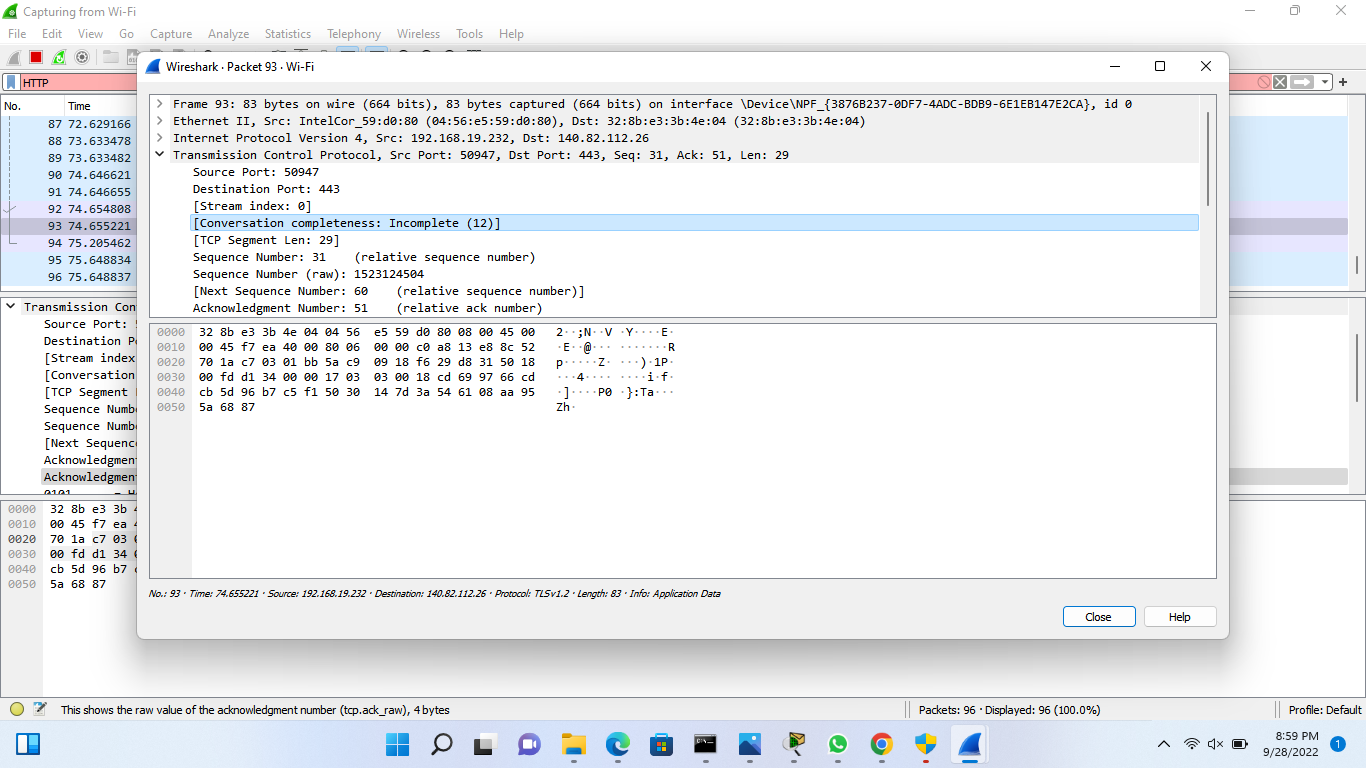 Capturing from Wi-Fi
File Edit View Go Capture Analyze Statistics Telephony Wireless Tools Help
HTTP
No. Time
87 72.629166
88 73.633478
89 73.633482
90 74.646621
91 74.646655
92 74.654808
93 74.655221
94 75.205462
95 75.648834
96 75.648837
Transmission Con
Source Port:
Destination P
[Stream index
[Conversation
[TCP Segment
Sequence Numb
Sequence Numb
[Next Sequenc
Acknowledgmen
Acknowledgmen
0000 32 8b e3 3b
0010 00 45 f7 ea
0020 70 1a c7 03
0030 00 fd d1 34
0040 cb 5d 96 b7
0050 5a 68 87
Wireshark · Packet 93 · Wi-Fi
Frame 93: 83 bytes on wire (664 bits), 83 bytes captured (664 bits) on interface \Device\NPF_{3876B237-0DF7-4ADC-BDB9-6E1EB147E2CA}, id 0
Ethernet II, Src: IntelCor_59:d0:80 (04:56:e5:59:d0:80), Dst: 32:8b:e3:3b:4e:04 (32:8b:e3:3b:4e:04)
Internet Protocol Version 4, Src: 192.168.19.232, Dst: 140.82.112.26
Transmission Control Protocol, Src Port: 50947, Dst Port: 443, Seq: 31, Ack: 51, Len: 29
Source Port: 50947
Destination Port: 443
[Stream index: 0]
[Conversation completeness: Incomplete (12)]
[TCP Segment Len: 29]
Sequence Number: 31 (relative sequence number)
Sequence Number (raw): 1523124504
[Next Sequence Number: 60 (relative sequence number)]
Acknowledgment Number: 51 (relative ack number)
0000 32 8b e3 3b 4e 04 04 56 e5 59 d0 80 08 00 45 00 2··;N··V ·Y····E·
0010 00 45 f7 ea 40 00 80 06 00 00 c0 a8 13 e8 8c 52 ·E··@··· ·······R
0020 70 1a c7 03 01 bb 5a c9 09 18 f6 29 d8 31 50 18 p·····Z· ···)·1P·
0030 00 fd d1 34 00 00 17 03 03 00 18 cd 69 97 66 cd ···4···· ····i·f·
0040 cb 5d 96 b7 c5 f1 50 30 14 7d 3a 54 61 08 aa 95 ·]····P0 ·}:Ta···
0050 5a 68 87 Zh·
No.: 93 · Time: 74.655221 · Source: 192.168.19.232 · Destination: 140.82.112.26 · Protocol: TLSv1.2 · Length: 83 · Info: Application Data
Close Help
This shows the raw value of the acknowledgment number (tcp.ack_raw), 4 bytes
Packets: 96 · Displayed: 96 (100.0%)
Profile: Default
8:59 PM
9/28/2022
1